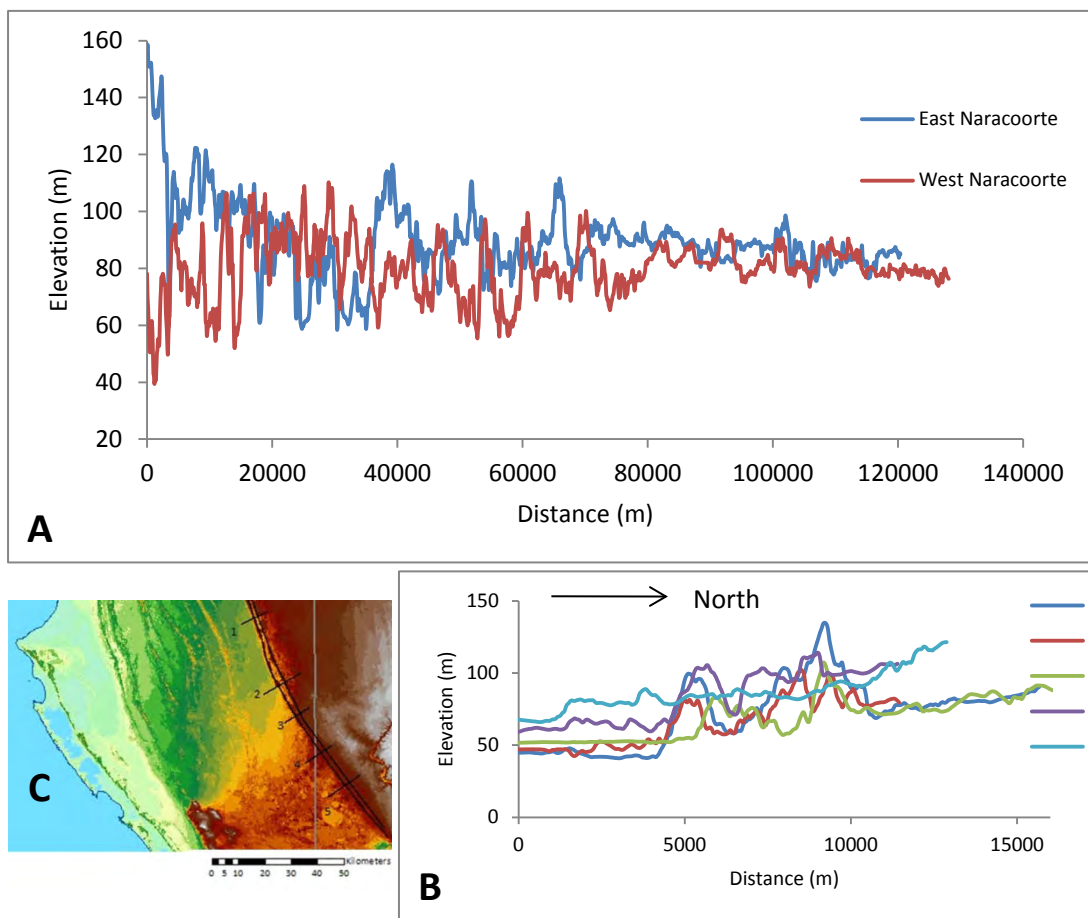 160
140
120
100
80
60
40
20
Elevation (m)
East Naracoorte
West Naracoorte
0 20000 40000 60000 80000 100000 120000 140000
Distance (m)
A
1
2
3
4
5
C
0 5 10 20 30 40 50
Kilometers
North
150
100
50
0
Elevation (m)
0 5000 10000 15000
Distance (m)
B